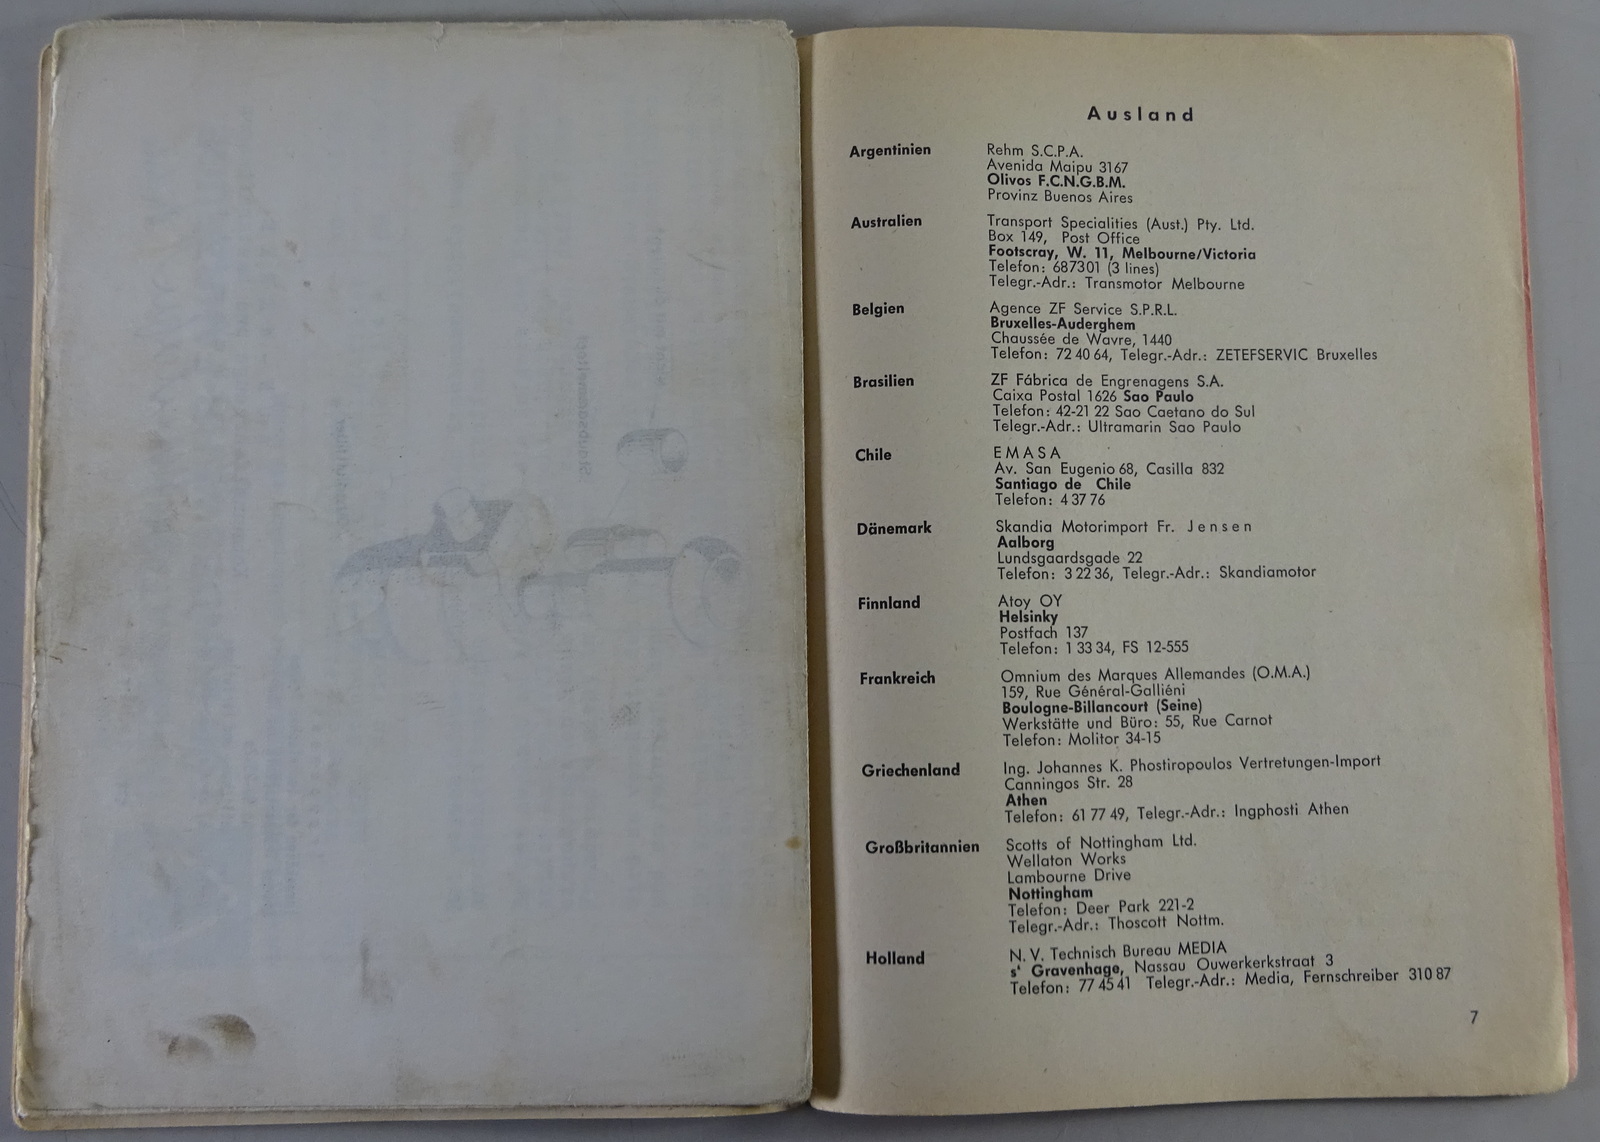 Ausland
Argentinien
Rehm S.C.P.A.
Avenida Maipu 3167
Olivos F.C.N.G.B.M.
Provinz Buenos Aires
Australien
Transport Specialities (Aust.) Pty. Ltd.
Box 149, Post Office
Footscray, W. 11, Melbourne/Victoria
Telefon: 687301 (3 lines)
Telegr.-Adr.: Transmotor Melbourne
Belgien
Agence ZF Service S.P.R.L.
Bruxelles-Auderghem
Chaussée de Wavre, 1440
Telefon: 72 40 64, Telegr.-Adr.: ZETEFSERVIC Bruxelles
Brasilien
ZF Fábrica de Engrenagens S.A.
Caixa Postal 1626 Sao Paulo
Telefon: 42-21 22 Sao Caetano do Sul
Telegr.-Adr.: Ultramarin Sao Paulo
Chile
EMASA
Av. San Eugenio 68, Casilla 832
Santiago de Chile
Telefon: 4 37 76
Dänemark
Skandia Motorimport Fr. Jensen
Aalborg
Lundsgaardsgade 22
Telefon: 3 22 36, Telegr.-Adr.: Skandiamotor
Finnland
Atoy OY
Helsinky
Postfach 137
Telefon: 1 33 34, FS 12-555
Frankreich
Omnium des Marques Allemandes (O.M.A.)
159, Rue Général-Galliéni
Boulogne-Billancourt (Seine)
Werkstätte und Büro: 55, Rue Carnot
Telefon: Molitor 34-15
Griechenland
Ing. Johannes K. Phostiropoulos Vertretungen-Import
Canningos Str. 28
Athen
Telefon: 61 77 49, Telegr.-Adr.: Ingphosti Athen
Großbritannien
Scotts of Nottingham Ltd.
Wellaton Works
Lambourne Drive
Nottingham
Telefon: Deer Park 221-2
Telegr.-Adr.: Thoscott Nottm.
Holland
N. V. Technisch Bureau MEDIA
s' Gravenhage, Nassau Ouwerkerkstraat 3
Telefon: 77 45 41 Telegr.-Adr.: Media, Fernschreiber 310 87
7